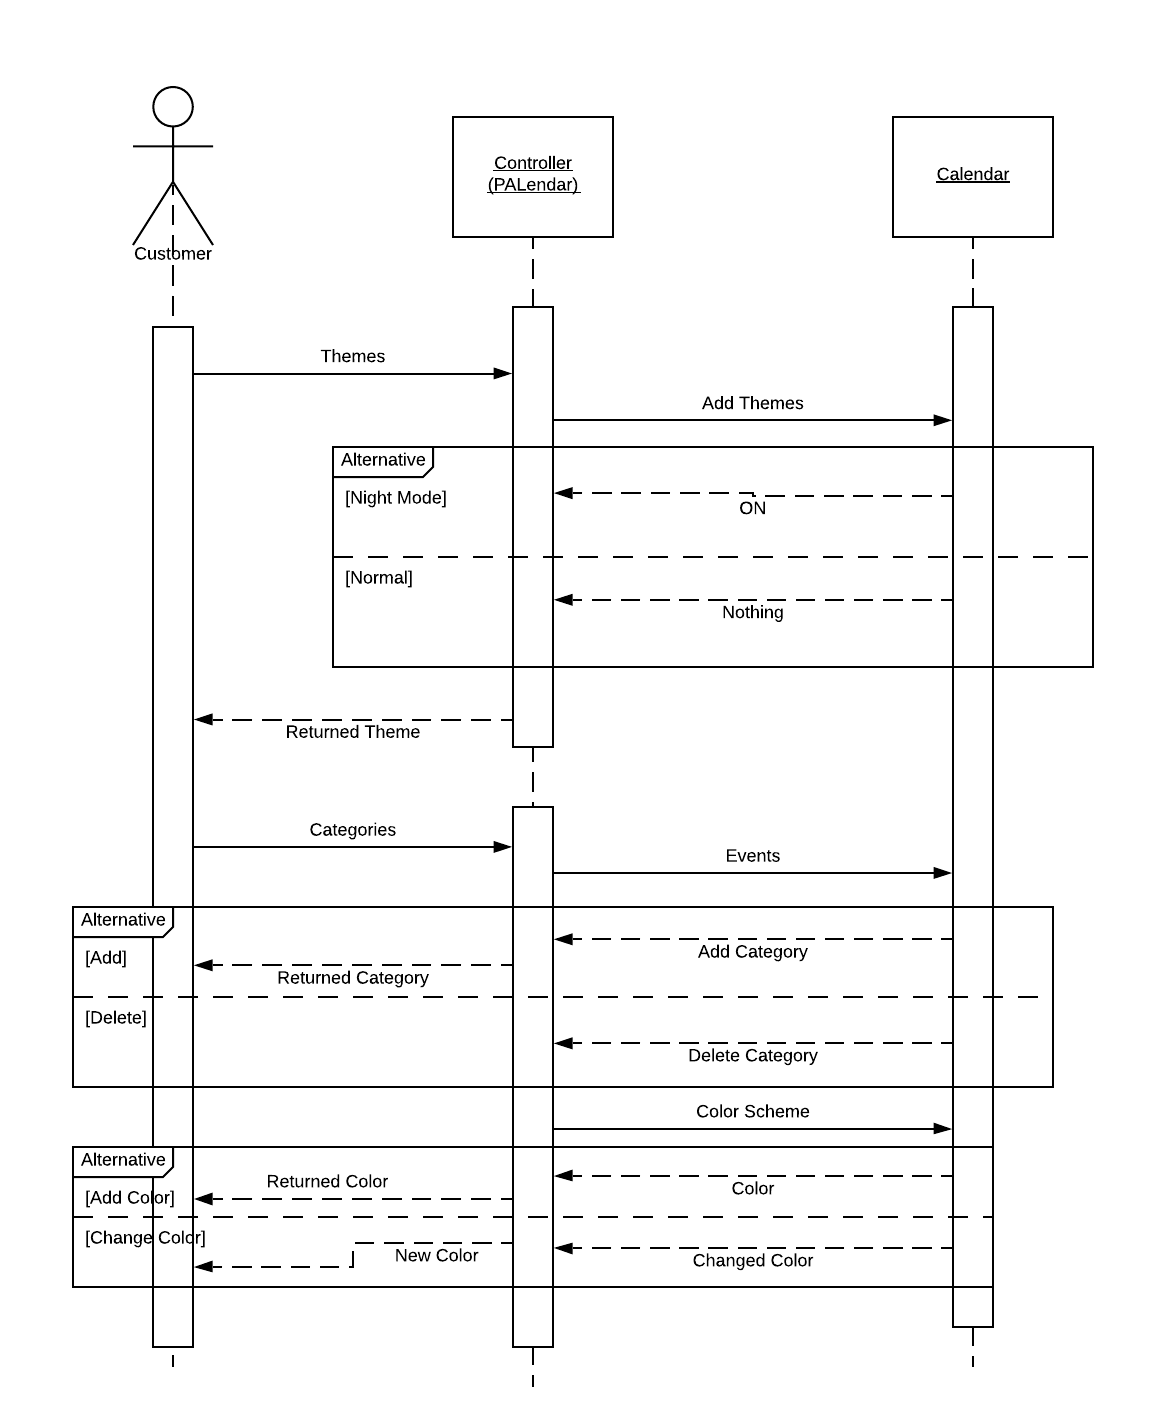 Controller
(PALendar)
Calendar
Customer
Themes
Add Themes
Alternative
[Night Mode]
ON
[Normal]
Nothing
Returned Theme
Categories
Events
Alternative
Add Category
[Add]
Returned Category
[Delete]
Delete Category
Color Scheme
Alternative
Returned Color
Color
[Add Color]
[Change Color]
New Color
Changed Color